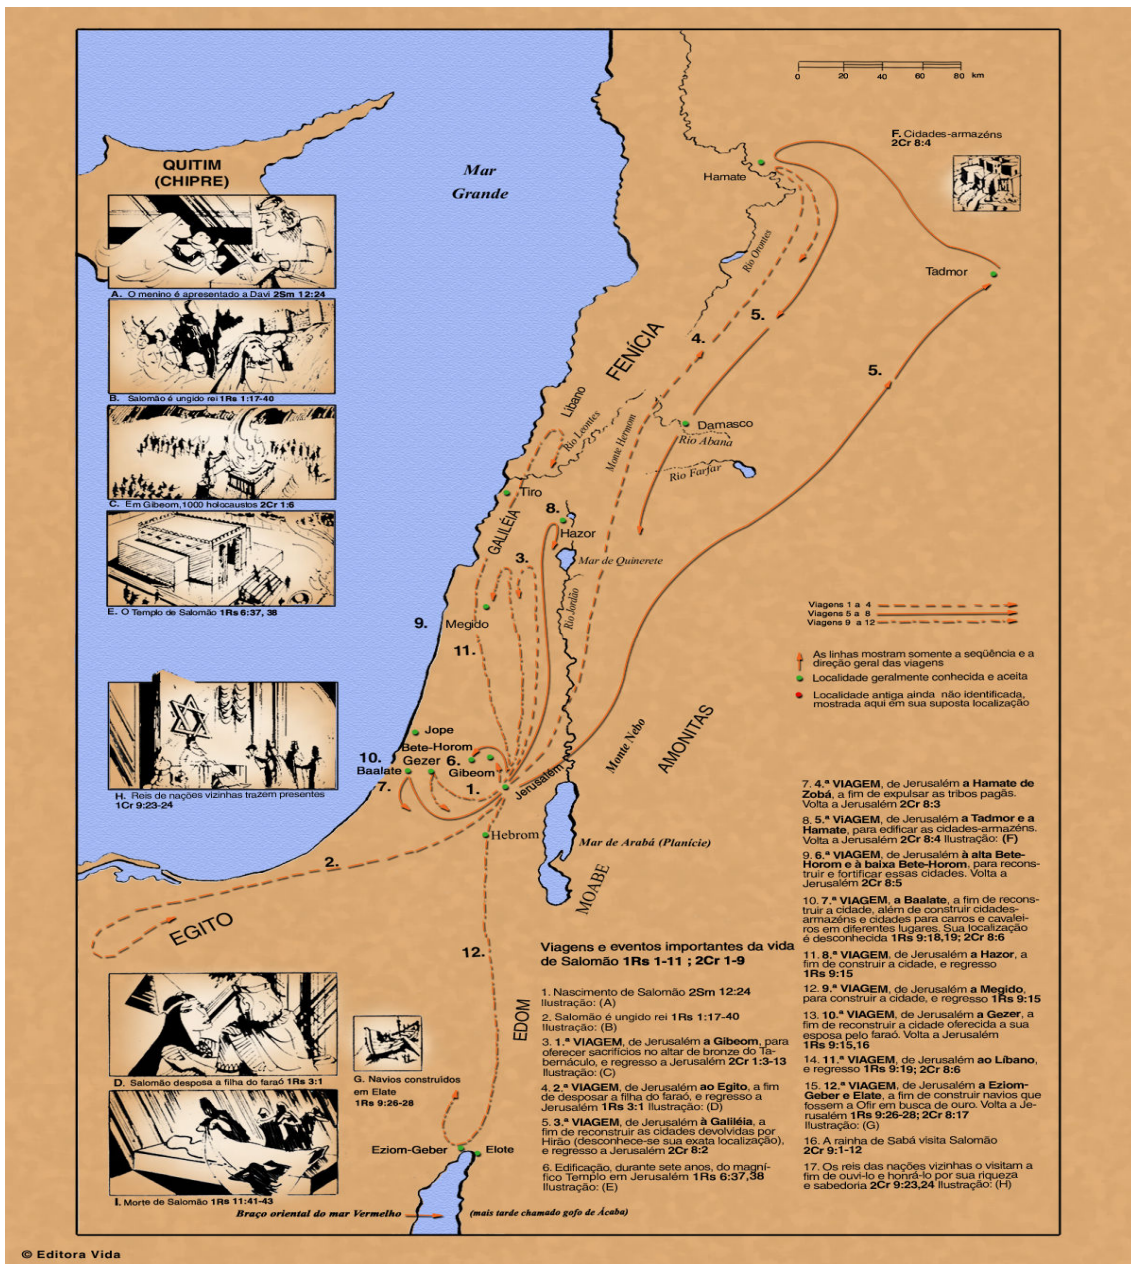 0 20 40 60 80 km
F. Cidades-armazéns
2Cr 8:4
QUITIM
(CHIPRE)
Mar
Grande
Hamate
Rio Orontes
Tadmor
A. O menino é apresentado a Davi 2Sm 12:24
5.
4.
FENÍCIA
5.
B. Salomão é ungido rei 1Rs 1:17-40
Líbano
Rio Leontes
Monte Hermom
Damasco
Rio Abana
Rio Farfar
C. Em Gibeom,1000 holocaustos 2Cr 1:6
Tiro
8.
GALILÉIA
Hazor
3.
Mar de Quinerete
Rio Jordão
E. O Templo de Salomão 1Rs 6:37, 38
9.
Megido
11.
Viagens 1 a 4
Viagens 5 a 8
Viagens 9 a 12
As linhas mostram somente a seqüência e a
direção geral das viagens
Localidade geralmente conhecida e aceita
Localidade antiga ainda não identificada,
mostrada aqui em sua suposta localização
Jope
Bete-Horom
10.
Gezer
6.
Baalate
Gibeom
7.
1.
Jerusalém
Monte Nebo
AMONITAS
H. Reis de nações vizinhas trazem presentes
1Cr 9:23-24
Hebrom
Mar de Arabá (Planície)
2.
MOABE
EGITO
12.
EDOM
D. Salomão desposa a filha do faraó 1Rs 3:1
G. Navios construídos
em Elate
1Rs 9:26-28
Eziom-Geber
Elote
I. Morte de Salomão 1Rs 11:41-43
Braço oriental do mar Vermelho
(mais tarde chamado gofo de Ácaba)
Viagens e eventos importantes da vida
de Salomão 1Rs 1-11 ; 2Cr 1-9
1. Nascimento de Salomão 2Sm 12:24
Ilustração: (A)
2. Salomão é ungido rei 1Rs 1:17-40
Ilustração: (B)
3. 1.ª VIAGEM, de Jerusalém a Gibeom, para
oferecer sacrifícios no altar de bronze do Ta-
bernáculo, e regresso a Jerusalém 2Cr 1:3-13
Ilustração: (C)
4. 2.ª VIAGEM, de Jerusalém ao Egito, a fim
de desposar a filha do faraó, e regresso a
Jerusalém 1Rs 3:1 Ilustração: (D)
5. 3.ª VIAGEM, de Jerusalém à Galiléia, a
fim de reconstruir as cidades devolvidas por
Hirão (desconhece-se sua exata localização),
e regresso a Jerusalém 2Cr 8:2
6. Edificação, durante sete anos, do magní-
fico Templo em Jerusalém 1Rs 6:37,38
Ilustração: (E)
7. 4.ª VIAGEM, de Jerusalém a Hamate de
Zobá, a fim de expulsar as tribos pagãs.
Volta a Jerusalém 2Cr 8:3
8. 5.ª VIAGEM, de Jerusalém a Tadmor e a
Hamate, para edificar as cidades-armazéns.
Volta a Jerusalém 2Cr 8:4 Ilustração: (F)
9. 6.ª VIAGEM, de Jerusalém à alta Bete-
Horom e à baixa Bete-Horom, para recons-
truir e fortificar essas cidades. Volta a
Jerusalém 2Cr 8:5
10. 7.ª VIAGEM, a Baalate, a fim de recons-
truir a cidade, além de construir cidades-
armazéns e cidades para carros e cavalei-
ros em diferentes lugares. Sua localização
é desconhecida 1Rs 9:18,19; 2Cr 8:6
11. 8.ª VIAGEM, de Jerusalém a Hazor, a
fim de construir a cidade, e regresso
1Rs 9:15
12. 9.ª VIAGEM, de Jerusalém a Megido,
para construir a cidade, e regresso 1Rs 9:15
13. 10.ª VIAGEM, de Jerusalém a Gezer, a
fim de reconstruir a cidade oferecida a sua
esposa pelo faraó. Volta a Jerusalém
1Rs 9:15,16
14. 11.ª VIAGEM, de Jerusalém ao Líbano,
e regresso 1Rs 9:19; 2Cr 8:6
15. 12.ª VIAGEM, de Jerusalém a Eziom-
Geber e Elate, a fim de construir navios que
fossem a Ofir em busca de ouro. Volta a Je-
rusalém 1Rs 9:26-28; 2Cr 8:17
Ilustração: (G)
16. A rainha de Sabá visita Salomão
2Cr 9:1-12
17. Os reis das nações vizinhas o visitam a
fim de ouvi-lo e honrá-lo por sua riqueza
e sabedoria 2Cr 9:23,24 Ilustração: (H)
© Editora Vida